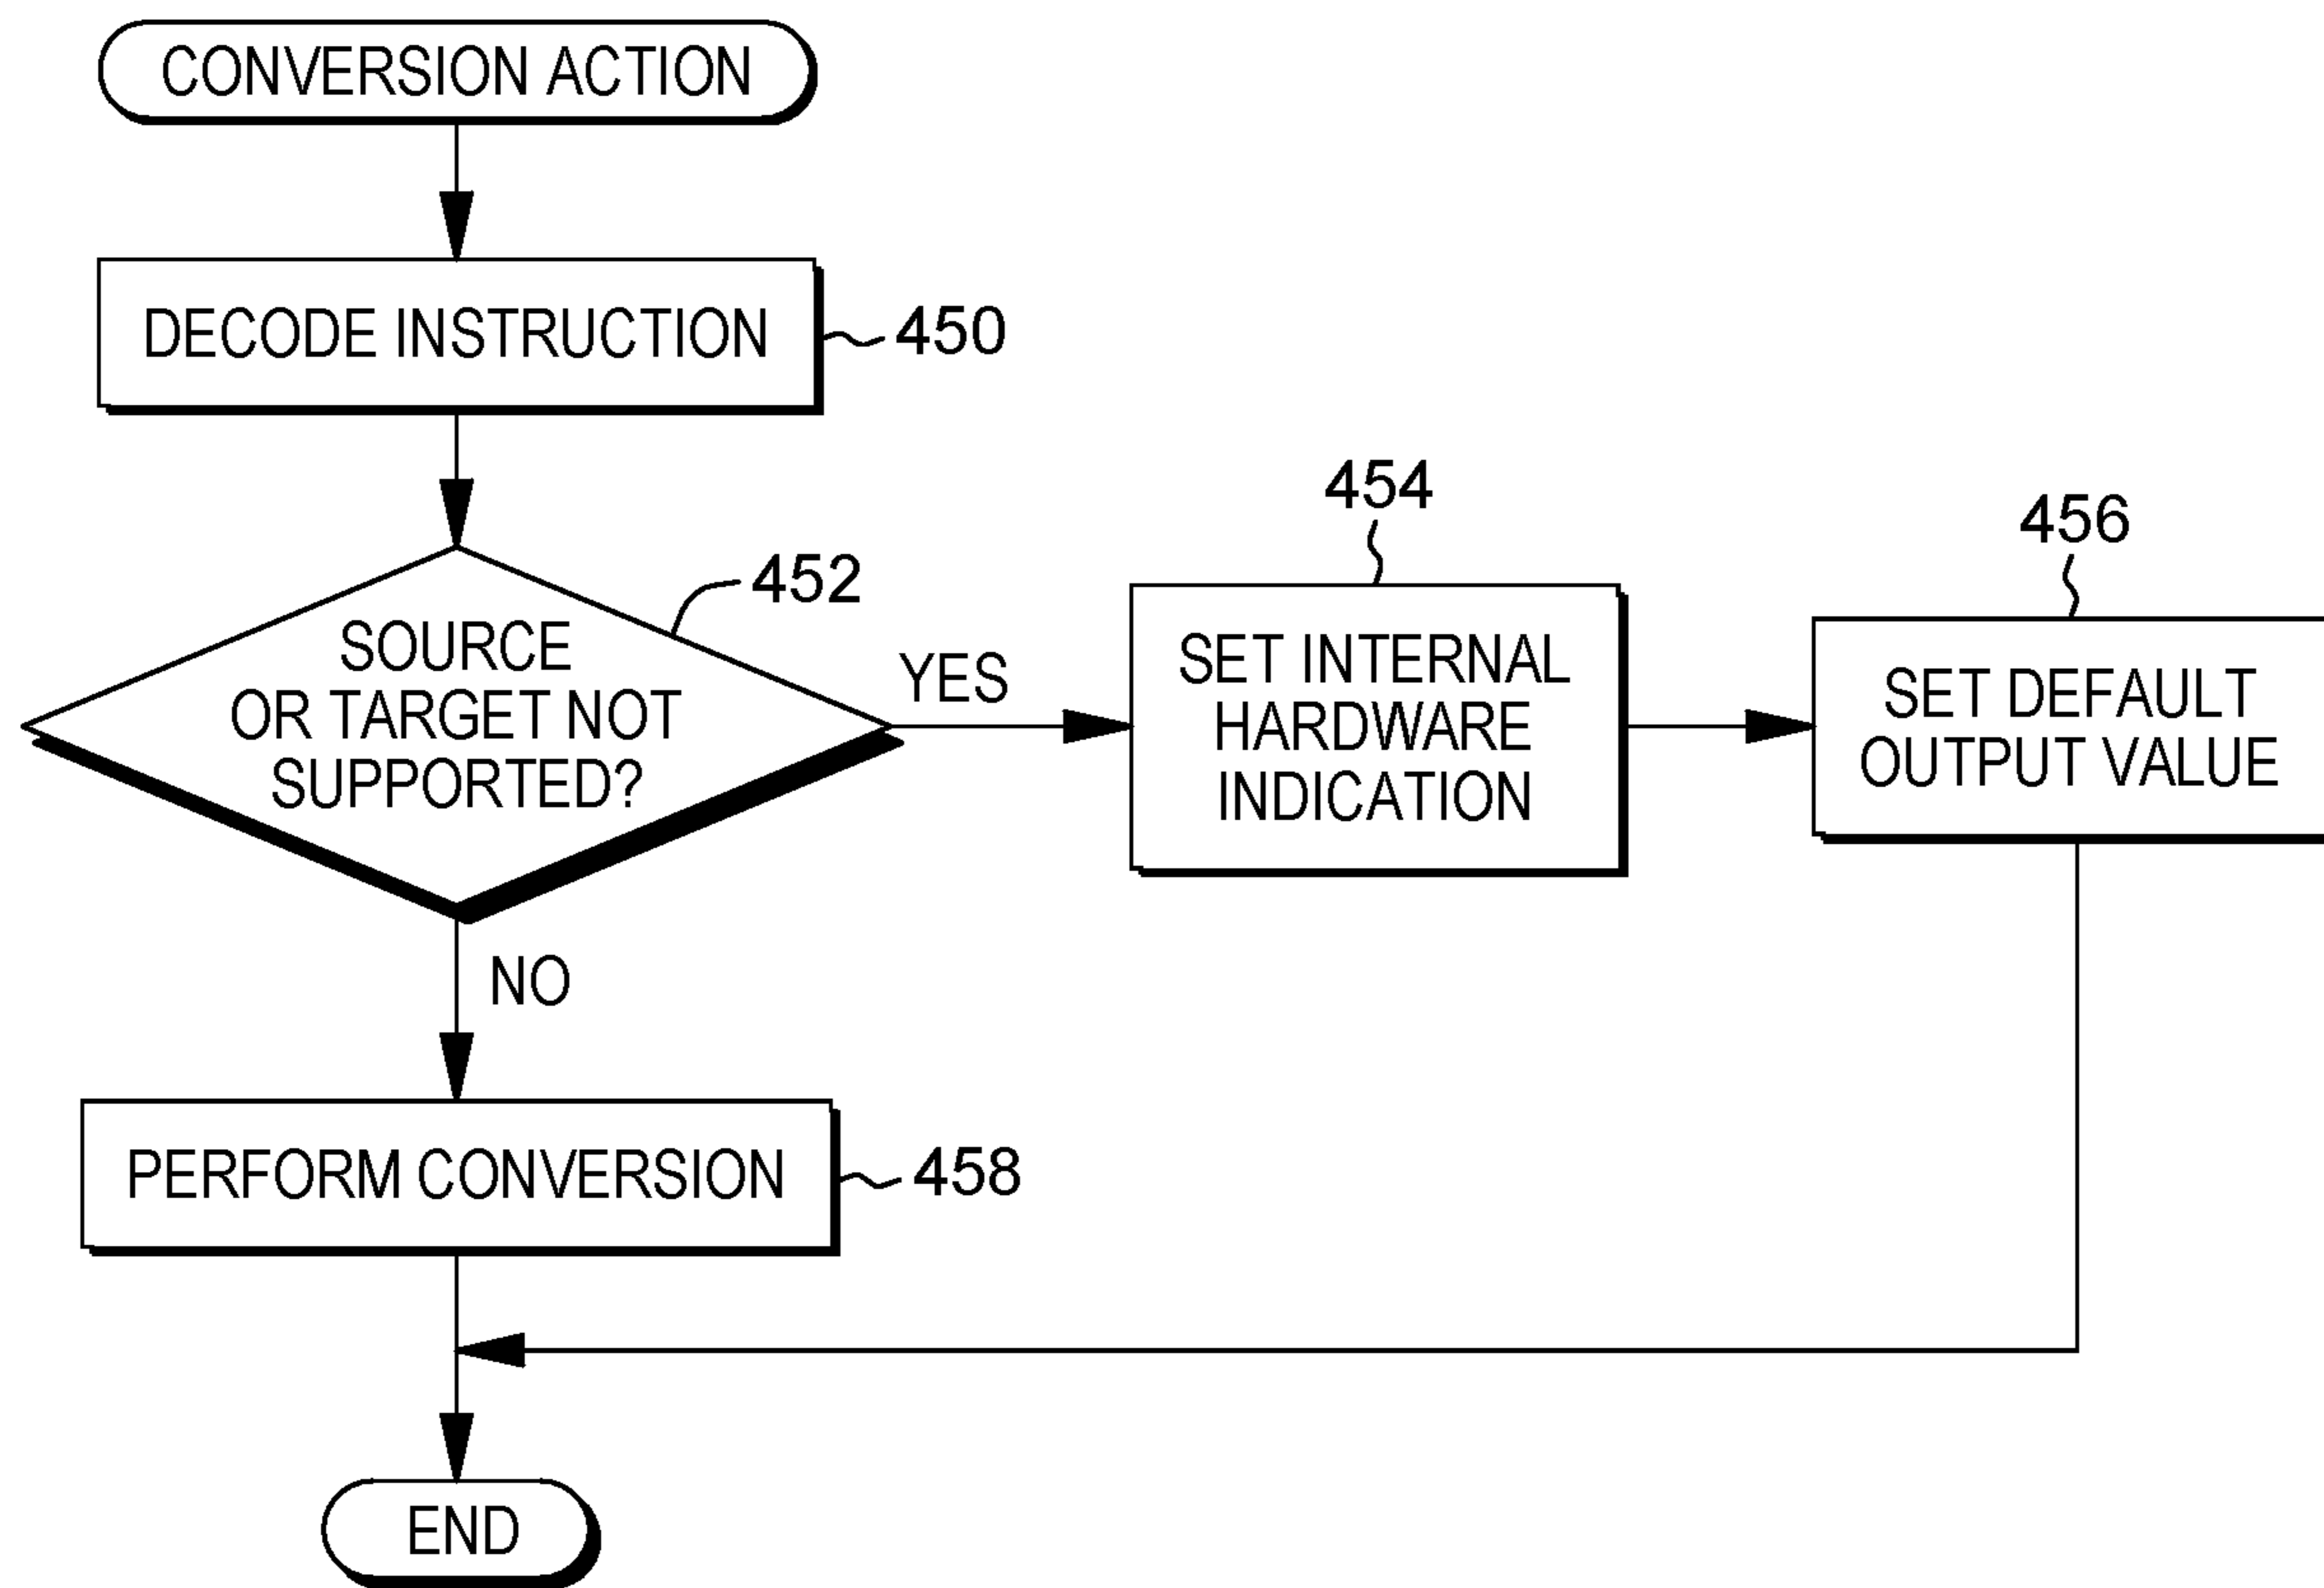 CONVERSION ACTION
DECODE INSTRUCTION
450
452
SOURCE
OR TARGET NOT
SUPPORTED?
YES
454
SET INTERNAL
HARDWARE
INDICATION
456
SET DEFAULT
OUTPUT VALUE
NO
PERFORM CONVERSION
458
END